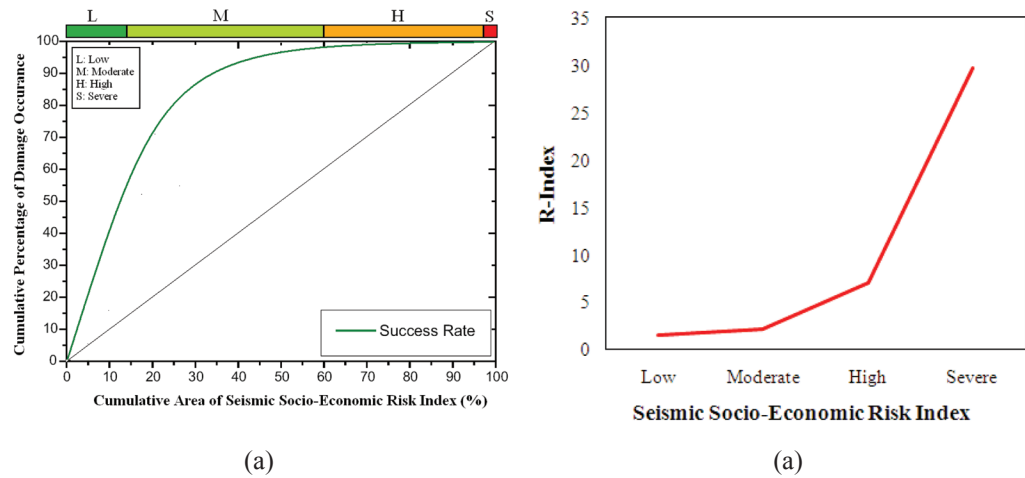 L M H S
100
90
80
70
60
50
40
30
20
10
0
Cumulative Percentage of Damage Occurance
L: Low
M: Moderate
H: High
S: Severe
Success Rate
0 10 20 30 40 50 60 70 80 90 100
Cumulative Area of Seismic Socio-Economic Risk Index (%)
(a)
35
30
25
20
15
10
5
0
R-Index
Low Moderate High Severe
Seismic Socio-Economic Risk Index
(a)